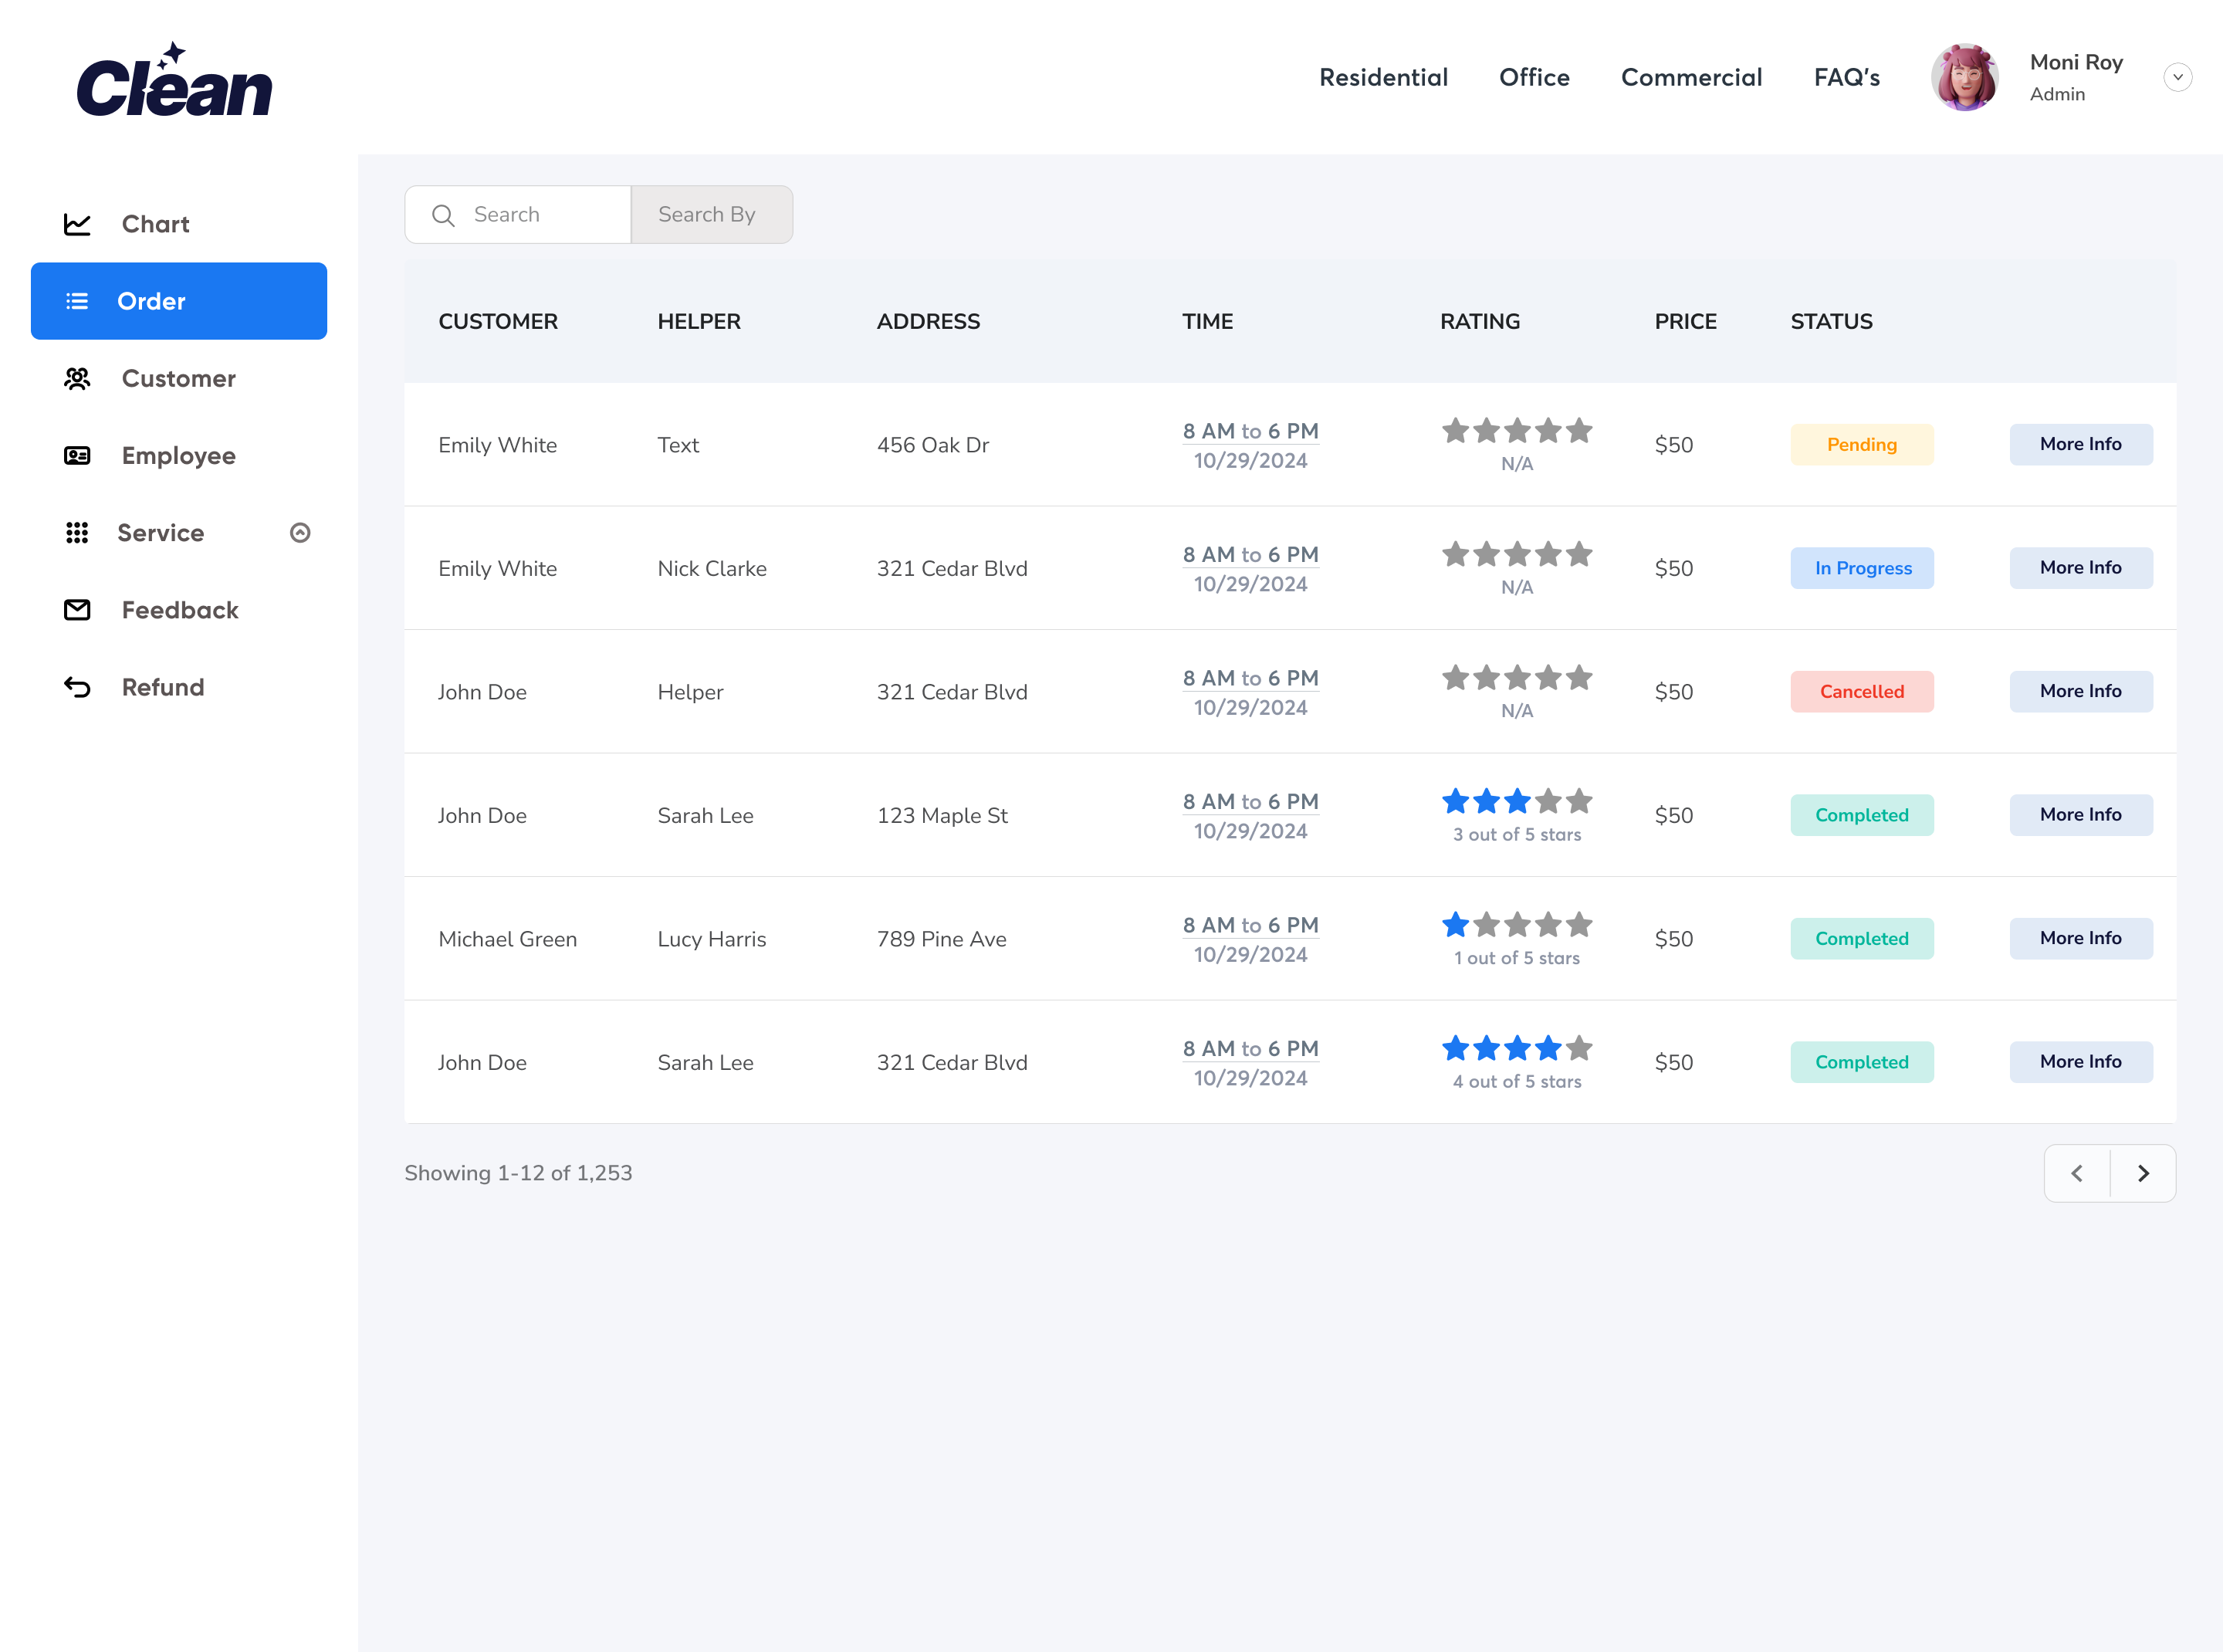 Clean
Residential Office Commercial FAQ's
Moni Roy
Admin
Chart
Order
Customer
Employee
Service
Feedback
Refund
Search Search By
CUSTOMER HELPER ADDRESS TIME RATING PRICE STATUS
Emily White Text 456 Oak Dr 8 AM to 6 PM 10/29/2024 N/A $50 Pending More Info
Emily White Nick Clarke 321 Cedar Blvd 8 AM to 6 PM 10/29/2024 N/A $50 In Progress More Info
John Doe Helper 321 Cedar Blvd 8 AM to 6 PM 10/29/2024 N/A $50 Cancelled More Info
John Doe Sarah Lee 123 Maple St 8 AM to 6 PM 10/29/2024 3 out of 5 stars $50 Completed More Info
Michael Green Lucy Harris 789 Pine Ave 8 AM to 6 PM 10/29/2024 1 out of 5 stars $50 Completed More Info
John Doe Sarah Lee 321 Cedar Blvd 8 AM to 6 PM 10/29/2024 4 out of 5 stars $50 Completed More Info
Showing 1-12 of 1,253